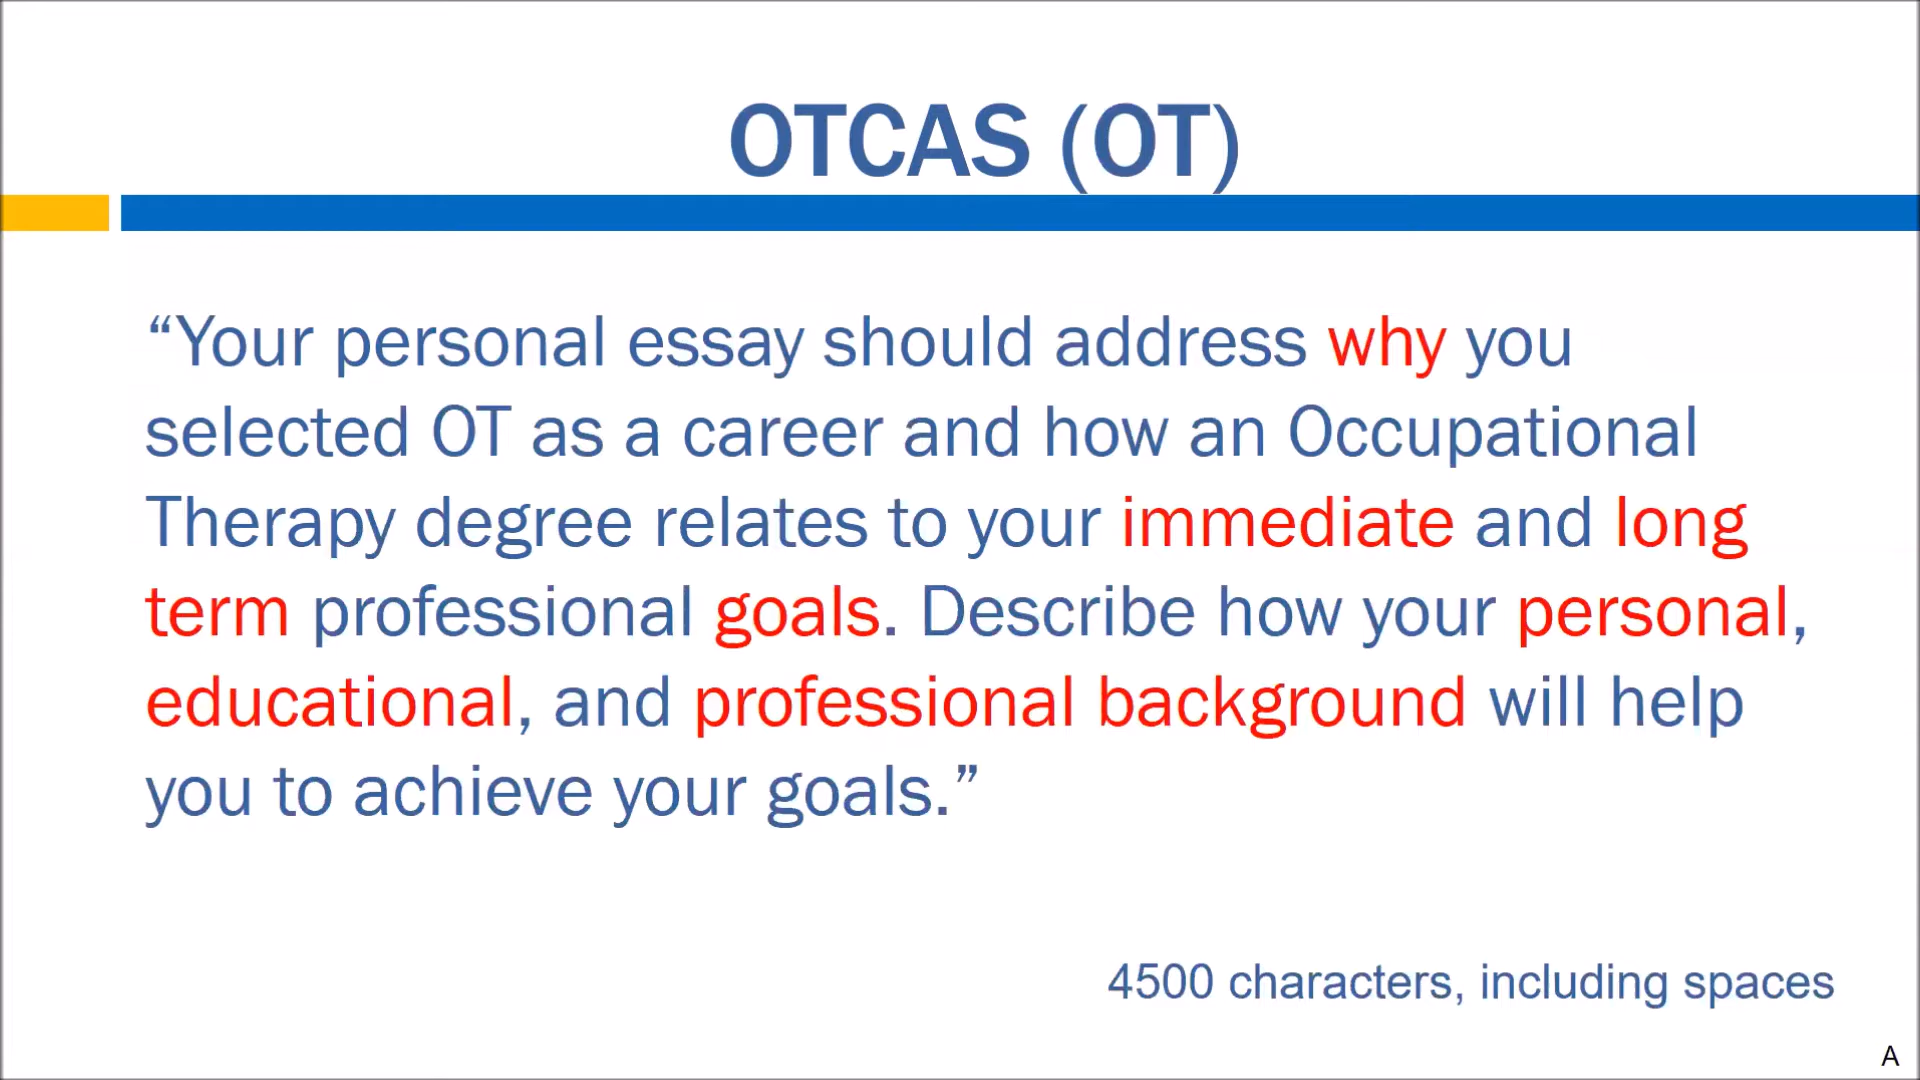 OTCAS (OT)
“Your personal essay should address why you
selected OT as a career and how an Occupational
Therapy degree relates to your immediate and long
term professional goals. Describe how your personal,
educational, and professional background will help
you to achieve your goals.”
4500 characters, including spaces
A